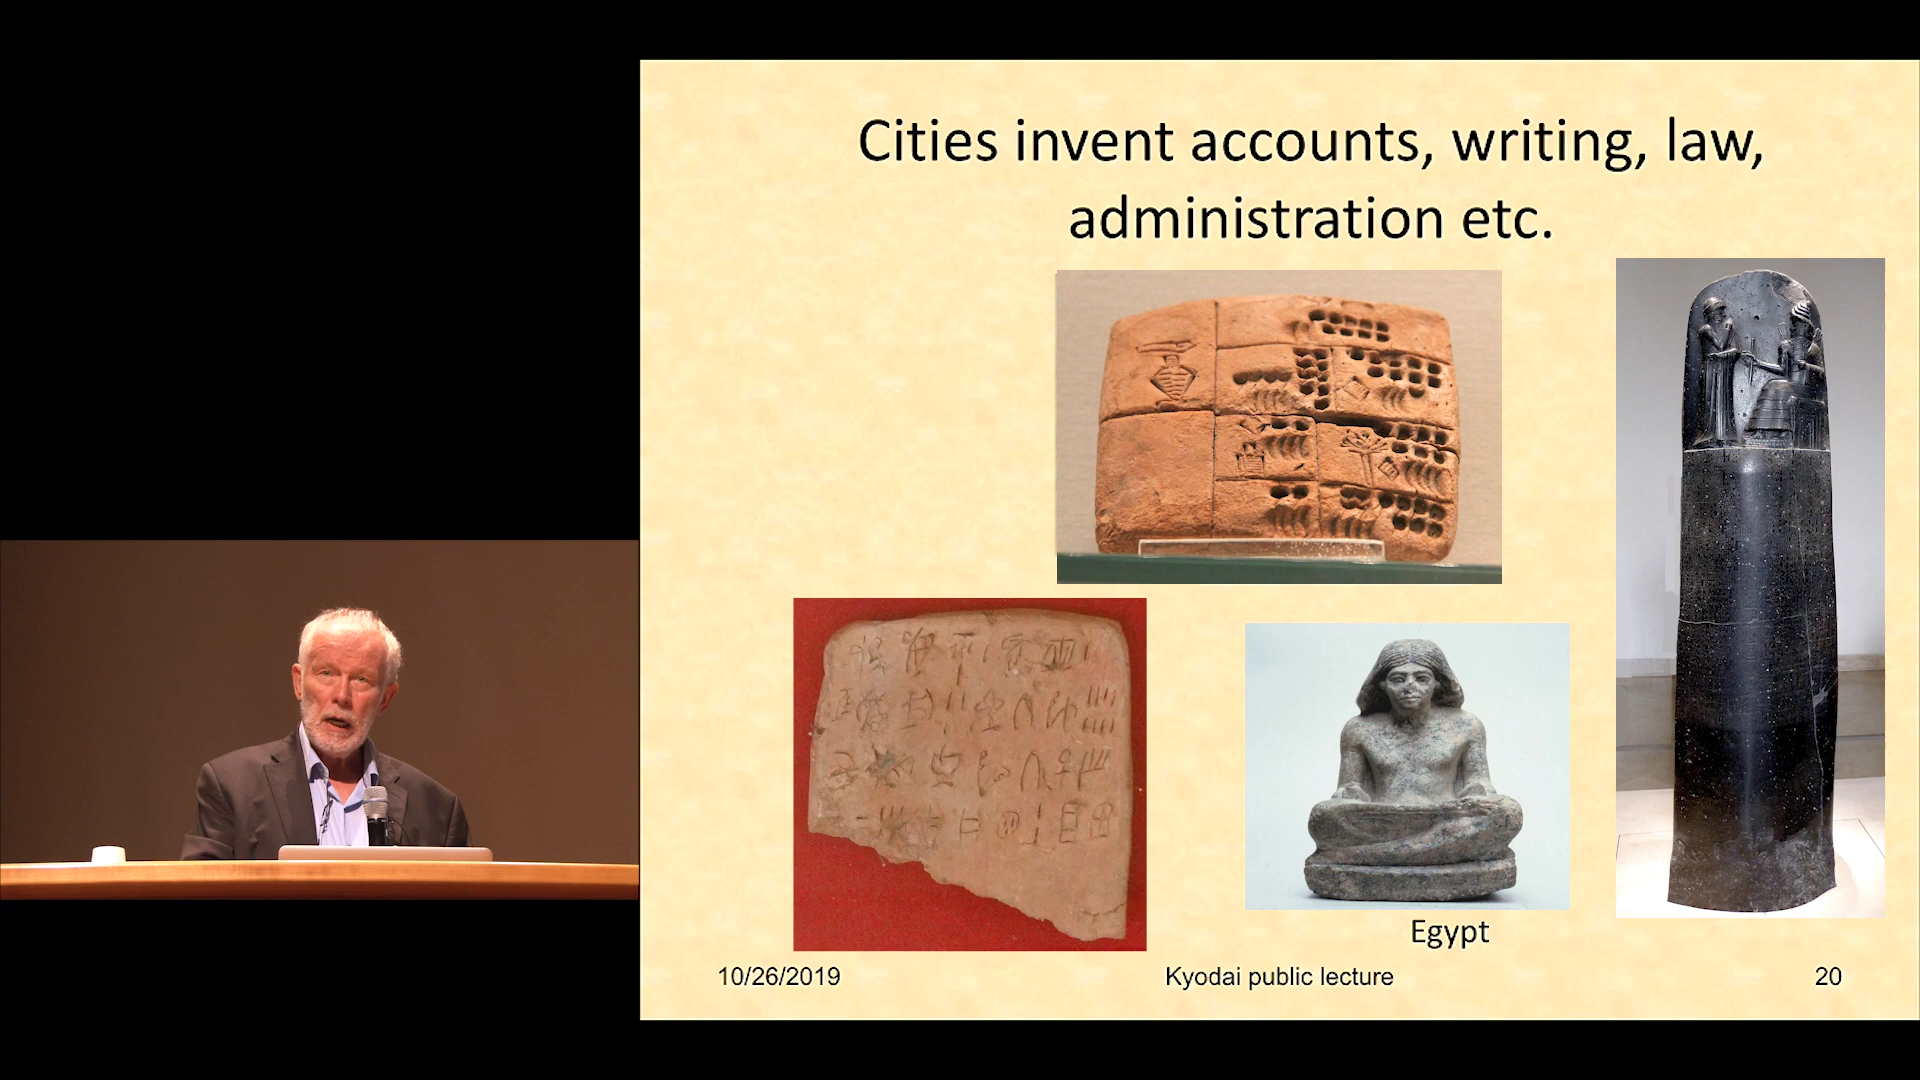 Cities invent accounts, writing, law,
administration etc.
Egypt
10/26/2019
Kyodai public lecture
20